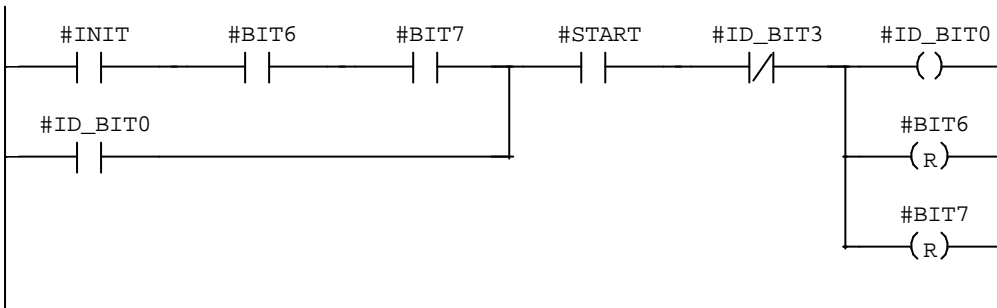 #INIT #BIT6 #BIT7 #START #ID_BIT3 #ID_BIT0
#ID_BIT0 #BIT6
R
#BIT7
R